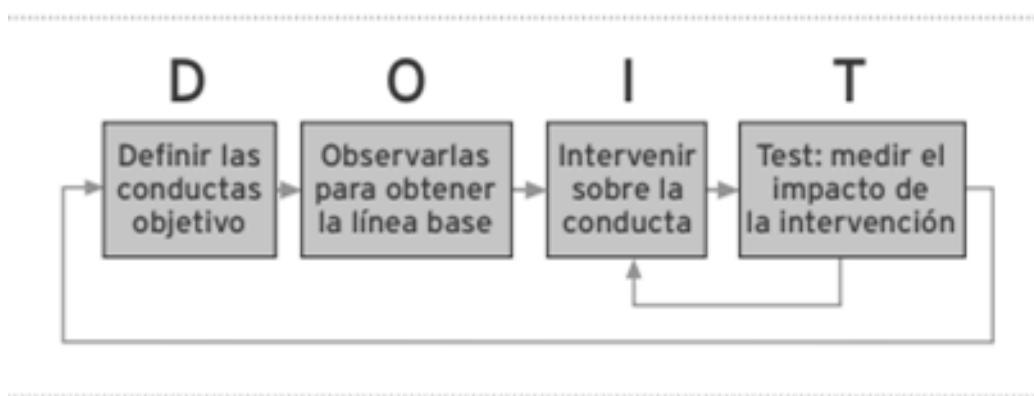 D O I T
Definir las
conductas
objetivo
Observarlas
para obtener
la línea base
Intervenir
sobre la
conducta
Test: medir el
impacto de
la intervención